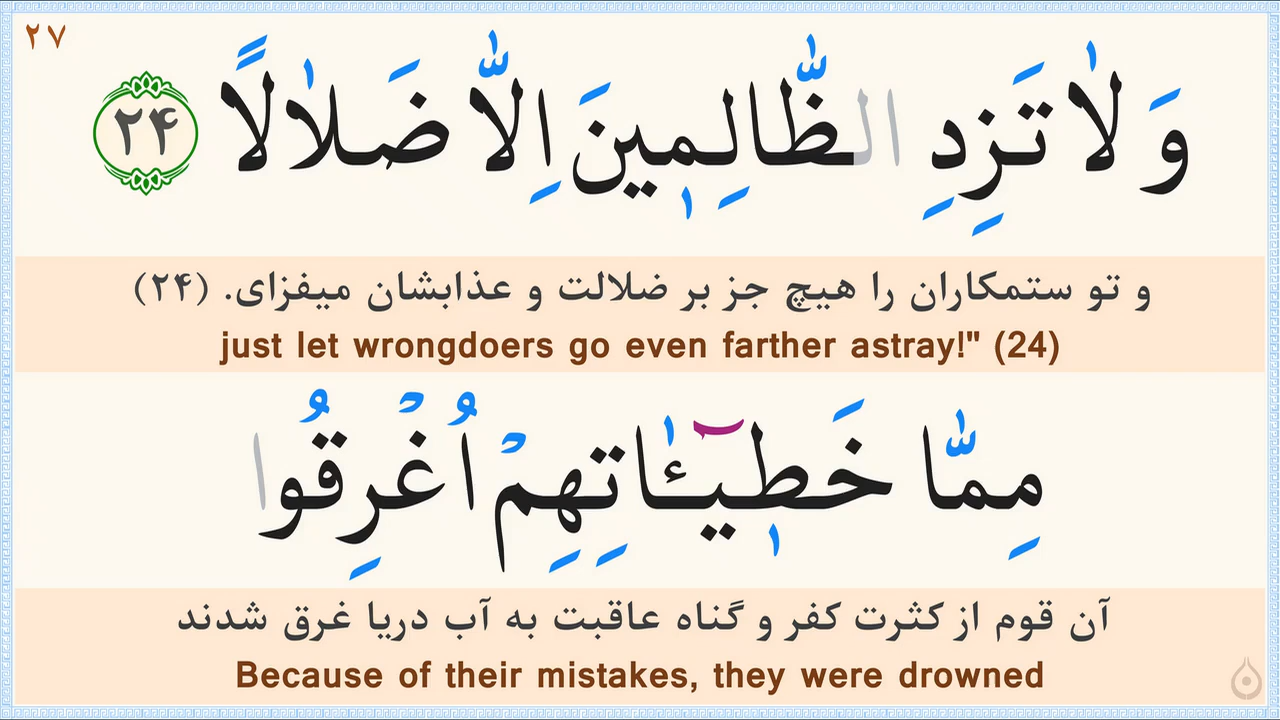 ۲۷
وَ لٰا تَزِدِ الظّٰالِمٖینَ اِلّٰا ضَلٰالًا ۲۴
و تو ستمکاران را هیچ جز بر ضلالت و عذابشان میفزای. (۲۴)
just let wrongdoers go even farther astray!" (24)
مِمّٰا خَطٖیٓـٰٔاتِهِمْ اُغْرِقُوا
آن قوم از کثرت کفر و گناه عاقبت به آب دریا غرق شدند
Because of their mistakes, they were drowned